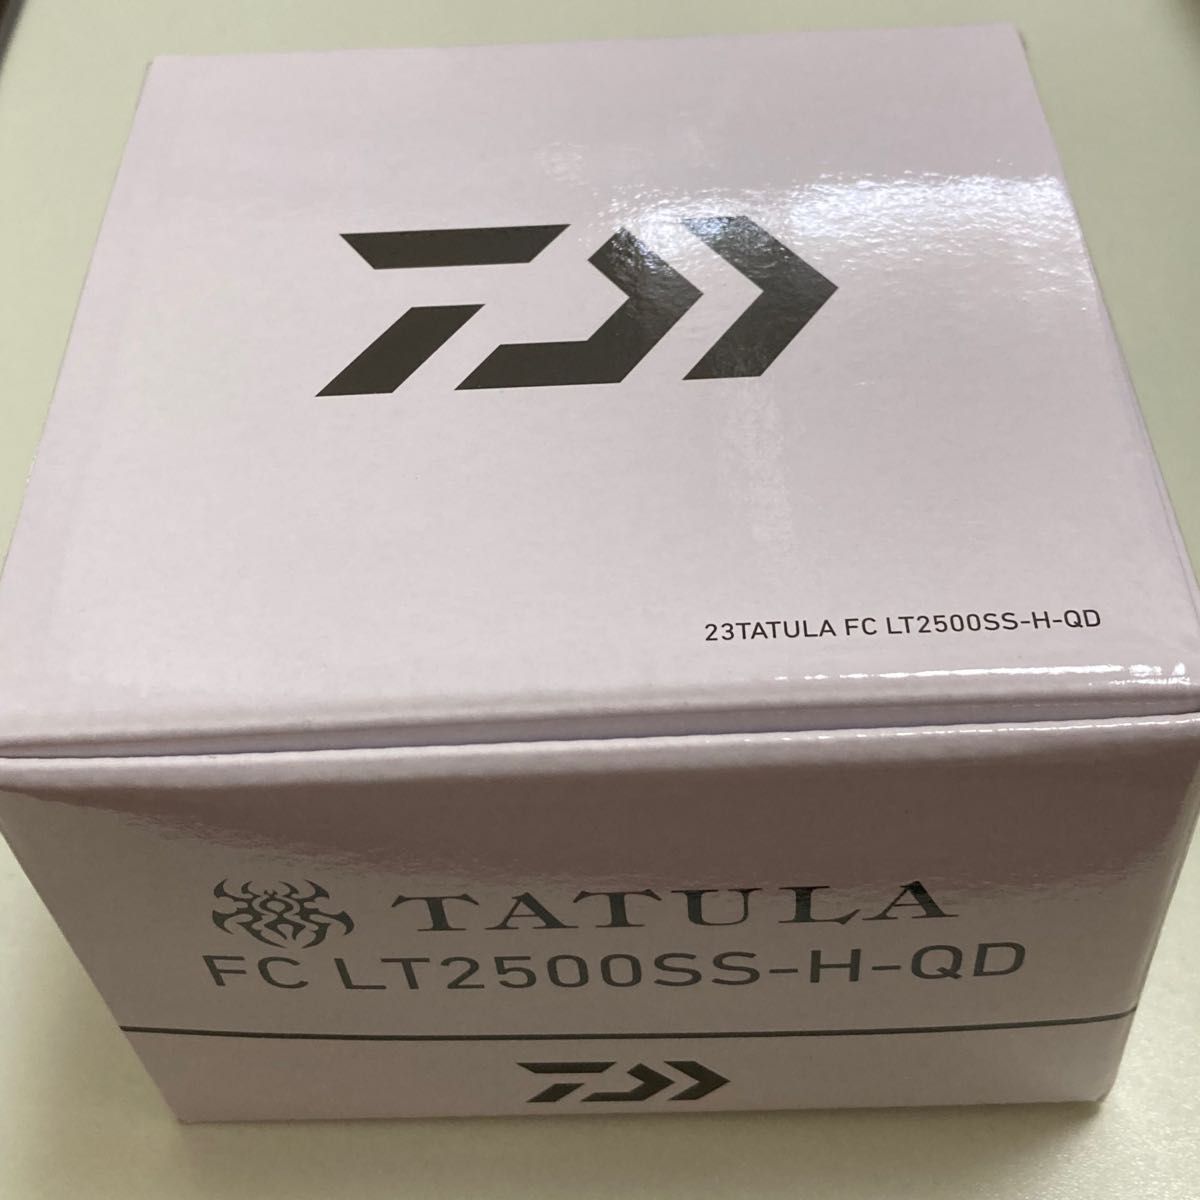 23TATULA FC LT2500SS-H-QD
TATULA
FC LT2500SS-H-QD